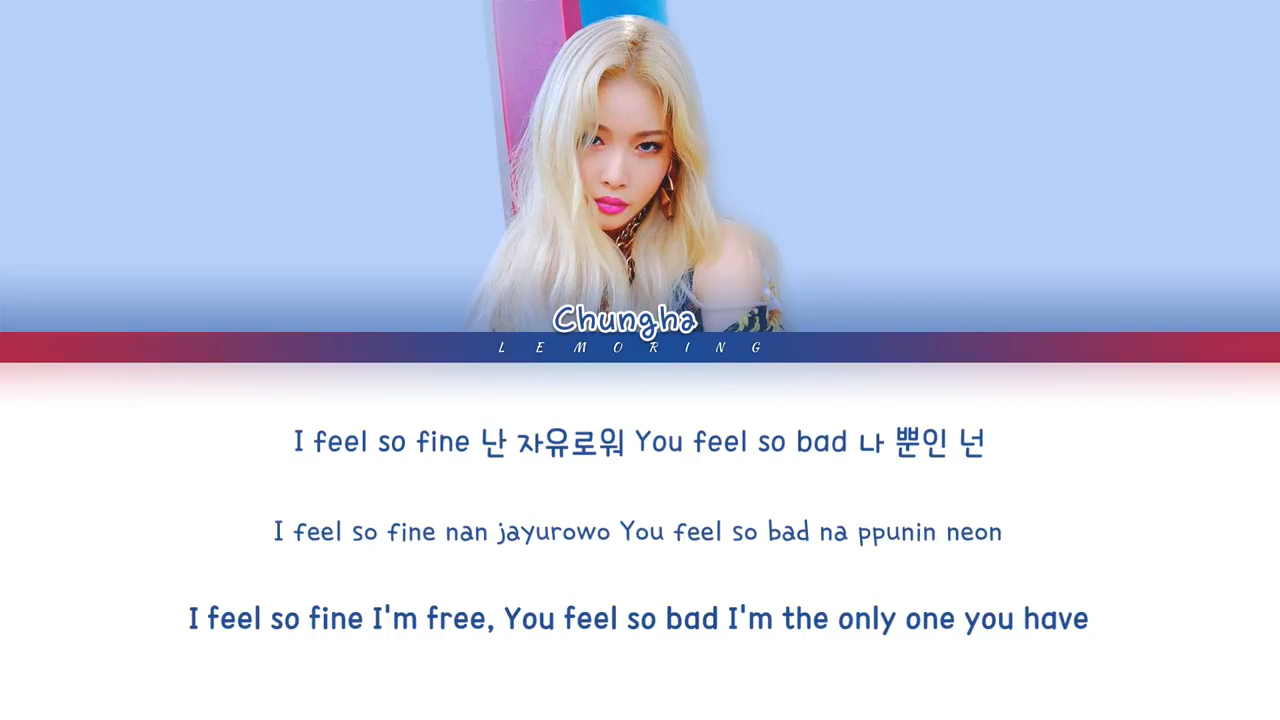 Chungha
LEMORING
I feel so fine 난 자유로워 You feel so bad 나 뿐인 넌
I feel so fine nan jayurowo You feel so bad na ppunin neon
I feel so fine I'm free, You feel so bad I'm the only one you have